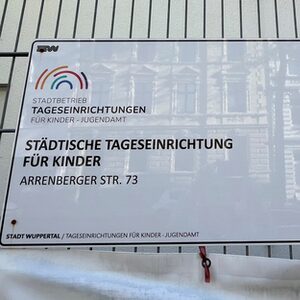 STADTBETRIEB
TAGESEINRICHTUNGEN
FÜR KINDER - JUGENDAMT
STÄDTISCHE TAGESEINRICHTUNG
FÜR KINDER
ARRENBERGER STR. 73
STADT WUPPERTAL / TAGESEINRICHTUNGEN FÜR KINDER - JUGENDAMT